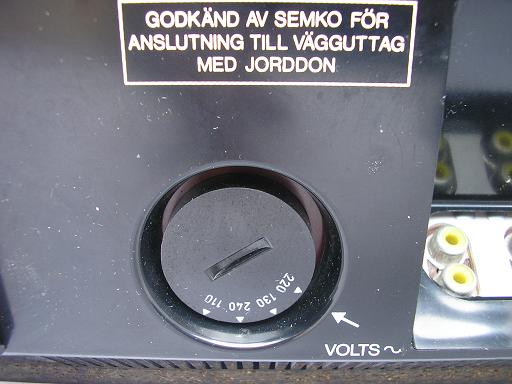 GODKÄND AV SEMKO FÖR
ANSLUTNING TILL VÄGGUTTAG
MED JORDDON
110 240 130 220
VOLTS ~